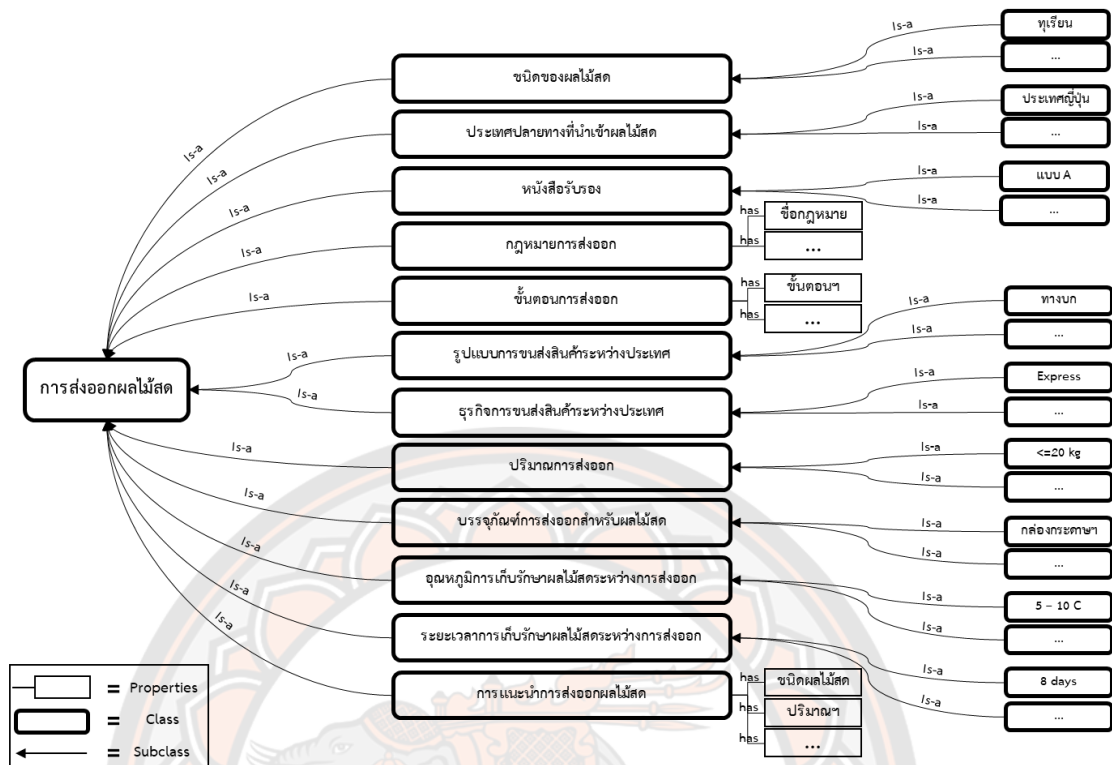 Is-a
ทุเรียน
Is-a
...
ชนิดของผลไม้สด
Is-a
ประเทศญี่ปุ่น
Is-a
...
ประเทศปลายทางที่นำเข้าผลไม้สด
Is-a
แบบ A
Is-a
...
หนังสือรับรอง
has
ชื่อกฎหมาย
has
...
กฎหมายการส่งออก
has
ขั้นตอนฯ
has
...
ขั้นตอนการส่งออก
Is-a
ทางบก
Is-a
...
รูปแบบการขนส่งสินค้าระหว่างประเทศ
Is-a
Express
Is-a
...
ธุรกิจการขนส่งสินค้าระหว่างประเทศ
Is-a
<=20 kg
Is-a
...
ปริมาณการส่งออก
Is-a
กล่องกระดาษฯ
Is-a
...
บรรจุภัณฑ์การส่งออกสำหรับผลไม้สด
Is-a
5 – 10 C
Is-a
...
อุณหภูมิการเก็บรักษาผลไม้สดระหว่างการส่งออก
Is-a
8 days
Is-a
...
ระยะเวลาการเก็บรักษาผลไม้สดระหว่างการส่งออก
has
ชนิดผลไม้สด
has
ปริมาณฯ
has
...
การแนะนำการส่งออกผลไม้สด
Is-a
Is-a
Is-a
Is-a
Is-a
Is-a
Is-a
Is-a
Is-a
Is-a
Is-a
Is-a
การส่งออกผลไม้สด
= Properties
= Class
= Subclass